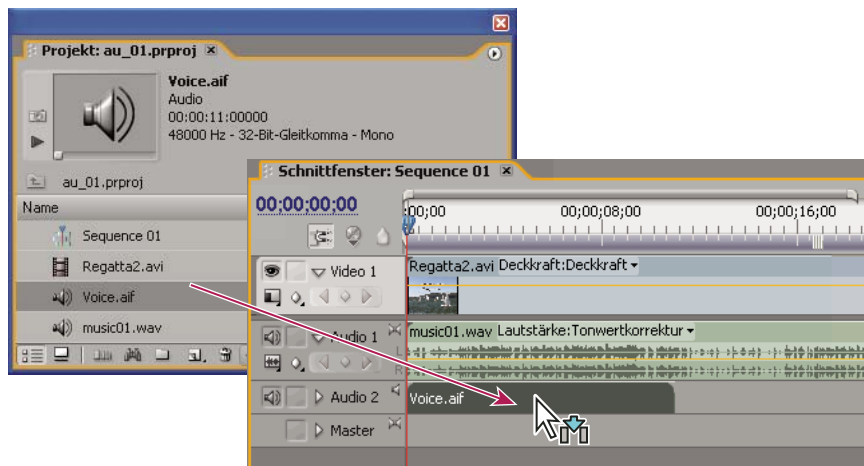 Projekt: au_01.prproj
Voice.aif
Audio
00:00:11:00000
48000 Hz - 32-Bit-Gleitkomma - Mono
au_01.prproj
Name
Sequence 01
Regatta2.avi
Voice.aif
music01.wav
Schnittfenster: Sequence 01
00;00;00;00
:00;00 00;00;08;00 00;00;16;00
Video 1
Regatta2.avi Deckkraft:Deckkraft
Audio 1
music01.wav Lautstärke:Tonwertkorrektur
L
R
Audio 2
Voice.aif
Master